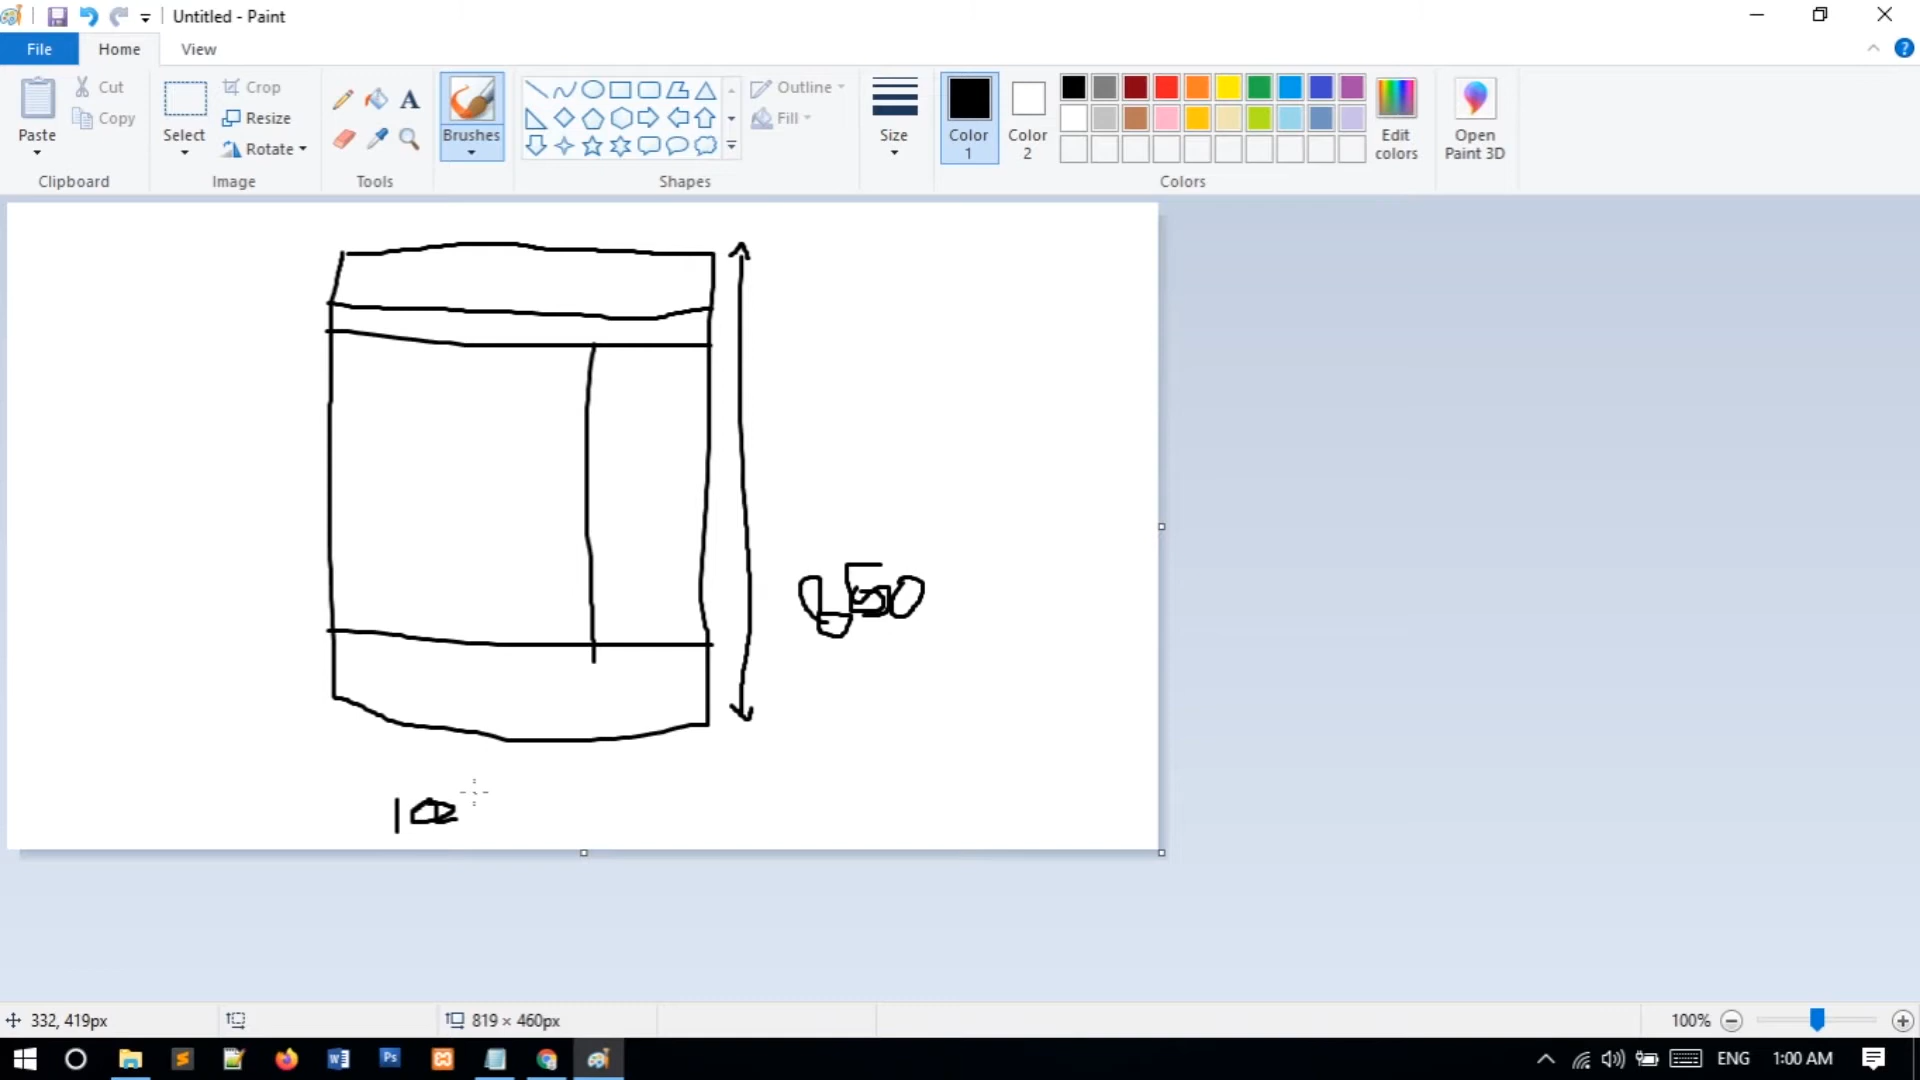 Untitled - Paint
File Home View
Paste
Cut
Copy
Clipboard
Select
Crop
Resize
Rotate
Image
A
Tools
Brushes
Outline
Fill
Shapes
Size
Color 1
Color 2
Edit colors
Colors
Open Paint 3D
332, 419px
819 × 460px
100%
W
Ps
ENG
1:00 AM